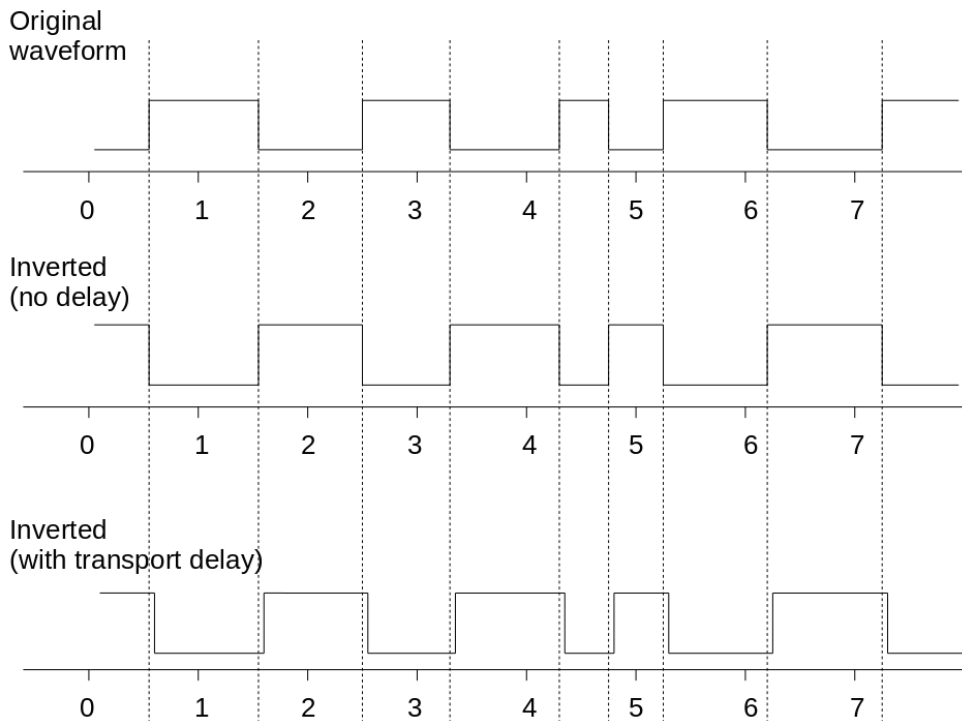 Original
waveform
0 1 2 3 4 5 6 7
Inverted
(no delay)
0 1 2 3 4 5 6 7
Inverted
(with transport delay)
0 1 2 3 4 5 6 7